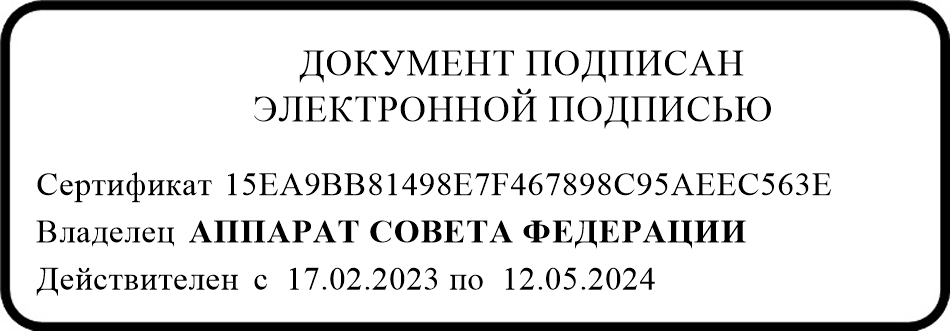 ДОКУМЕНТ ПОДПИСАН
ЭЛЕКТРОННОЙ ПОДПИСЬЮ
Сертификат 15EA9BB81498E7F467898C95AEEC563E
Владелец АППАРАТ СОВЕТА ФЕДЕРАЦИИ
Действителен с 17.02.2023 по 12.05.2024